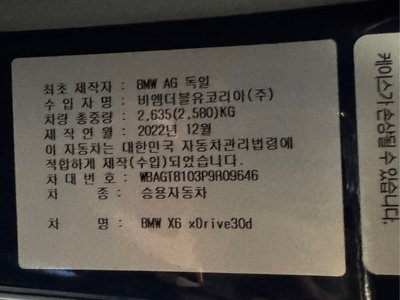 최초 제작자 : BMW AG 독일
수 입 자 명 : 비엠더블유코리아(주)
차량 총중량 : 2,635(2,580)KG
제 작 연 월 : 2022년 12월
이 자동차는 대한민국 자동차관리법령에
적합하게 제작(수입)되었습니다.
차 대 번 호 : WBAGT8103P9R09646
차 종 : 승용자동차
차 명 : BMW X6 xDrive30d
케이스가 손상될 수 있습니다.